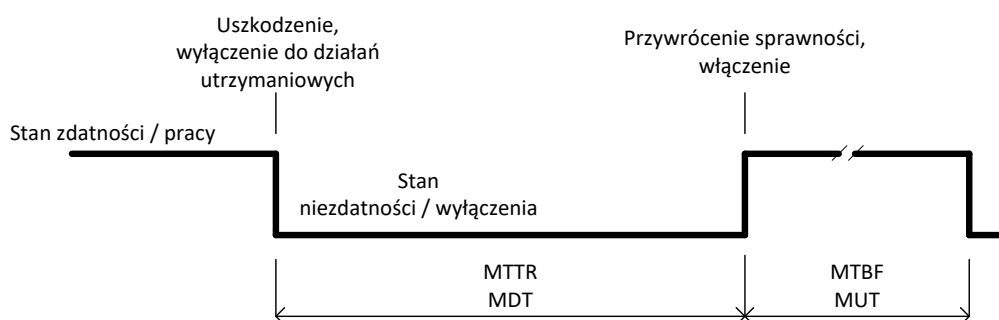 Uszkodzenie,
wyłączenie do działań
utrzymaniowych
Przywrócenie sprawności,
włączenie
Stan zdatności / pracy
Stan
niezdatności / wyłączenia
MTTR
MDT
MTBF
MUT